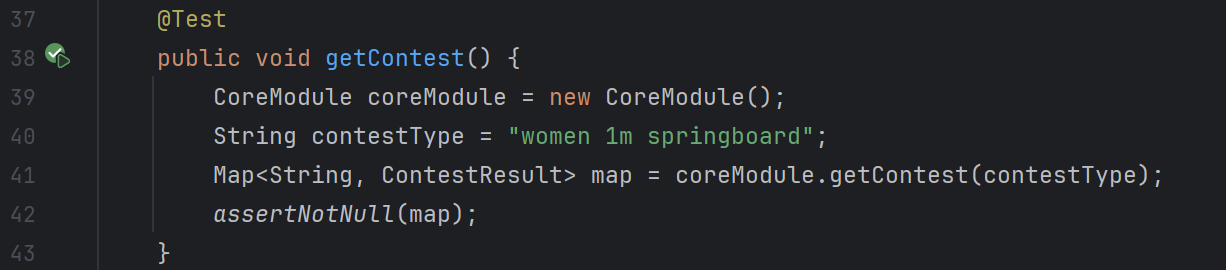 37 @Test
38 public void getContest() {
39 CoreModule coreModule = new CoreModule();
40 String contestType = "women 1m springboard";
41 Map<String, ContestResult> map = coreModule.getContest(contestType);
42 assertNotNull(map);
43 }